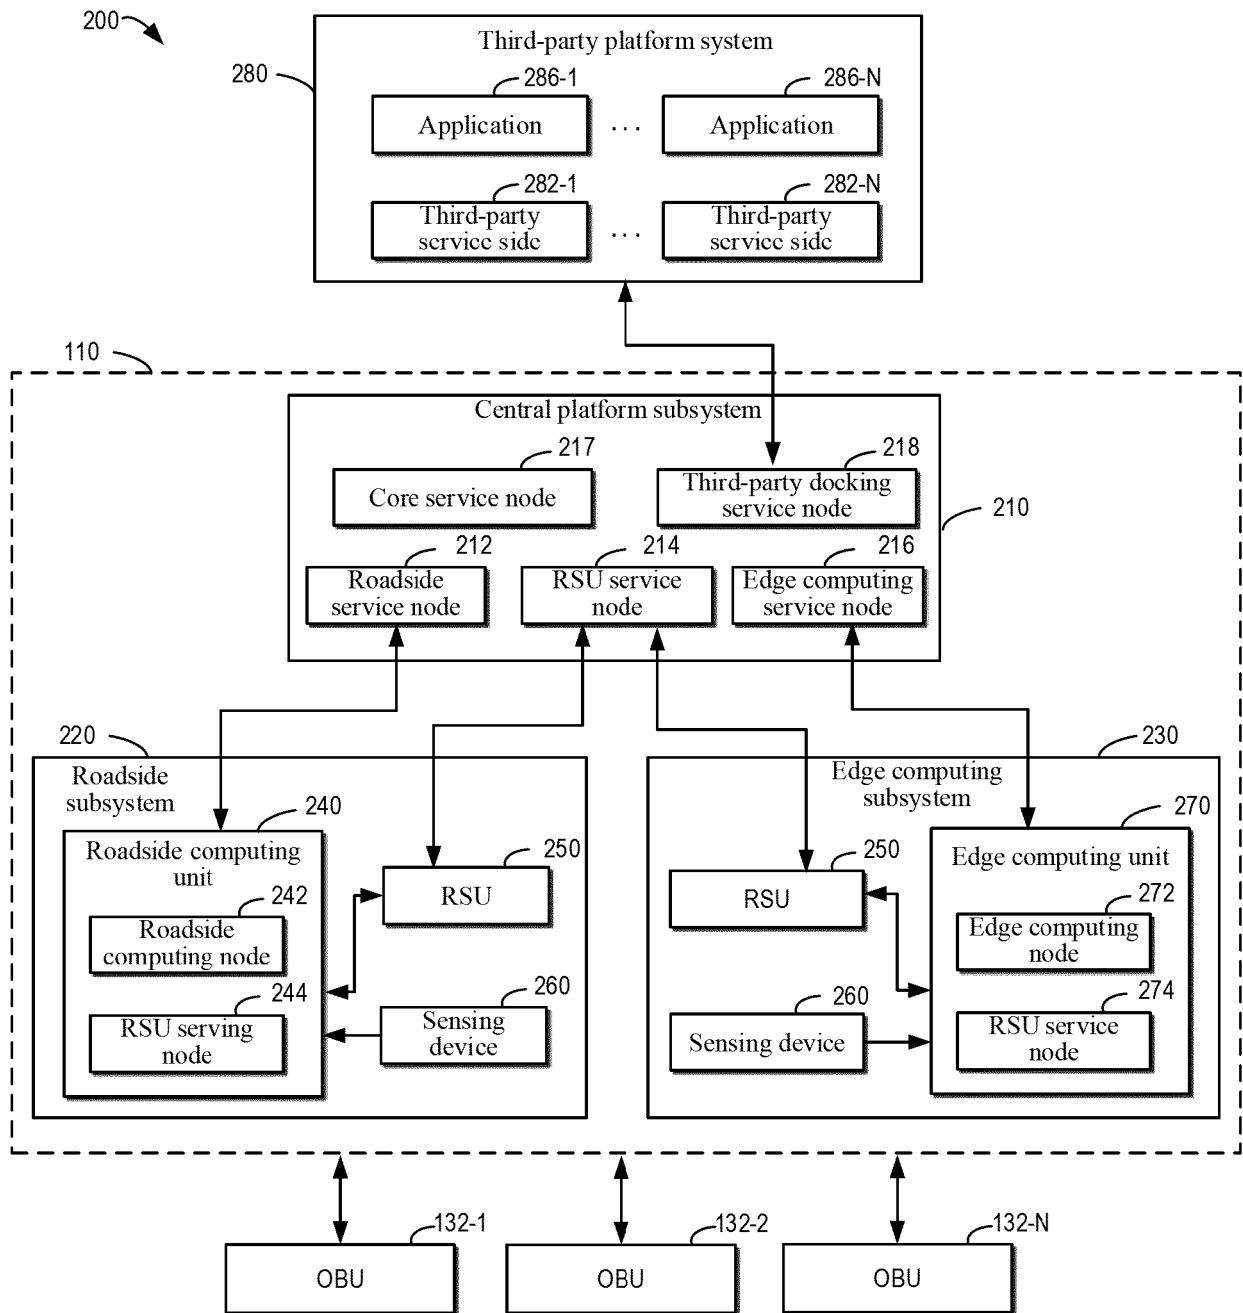 200
Third-party platform system
280
286-1
286-N
Application
...
Application
282-1
282-N
Third-party
service side
...
Third-party
service side
110
Central platform subsystem
217
218
Core service node
Third-party docking
service node
210
212
214
216
Roadside
service node
RSU service
node
Edge computing
service node
220
230
Roadside
subsystem
Edge computing
subsystem
240
270
Roadside computing
unit
250
RSU
250
RSU
Edge computing unit
242
Roadside
computing node
272
Edge computing
node
244
RSU serving
node
260
Sensing
device
260
Sensing device
274
RSU service
node
132-1
132-2
132-N
OBU
OBU
OBU